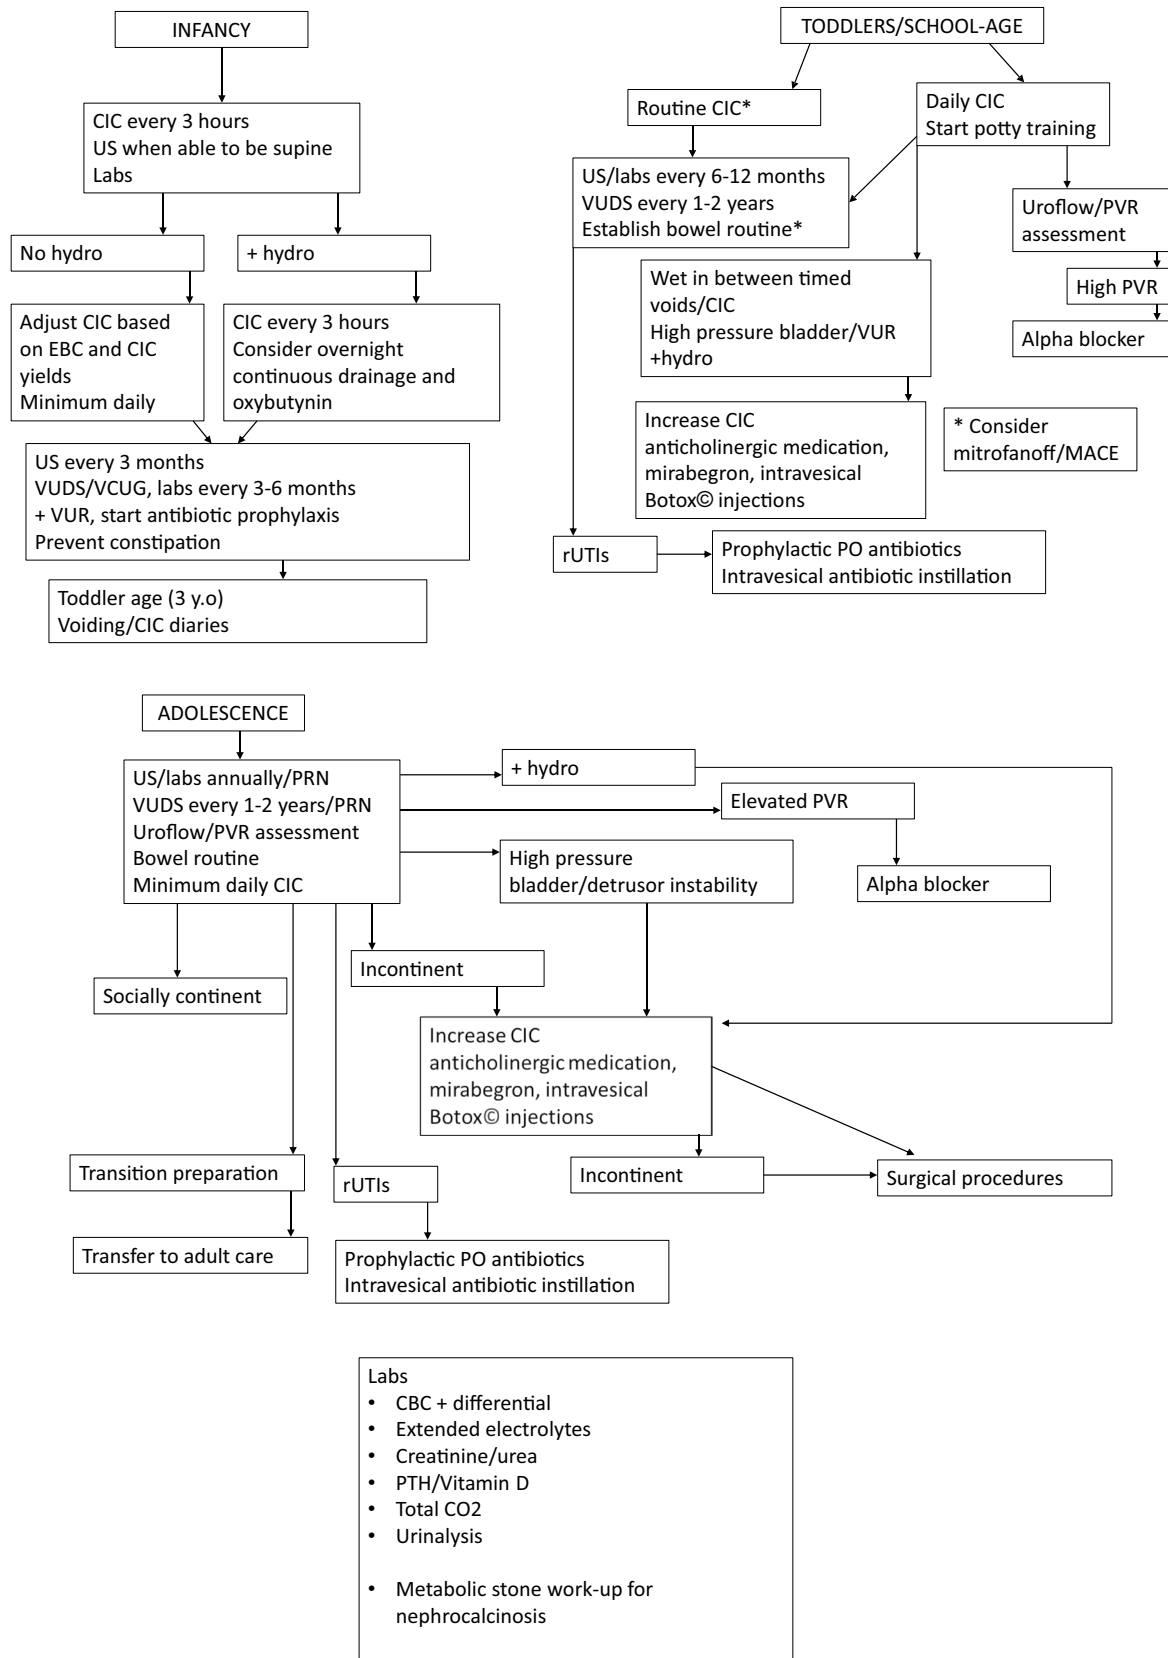 INFANCY
CIC every 3 hours
US when able to be supine
Labs
No hydro
+ hydro
Adjust CIC based
on EBC and CIC
yields
Minimum daily
CIC every 3 hours
Consider overnight
continuous drainage and
oxybutynin
US every 3 months
VUDS/VCUG, labs every 3-6 months
+ VUR, start antibiotic prophylaxis
Prevent constipation
Toddler age (3 y.o)
Voiding/CIC diaries
TODDLERS/SCHOOL-AGE
Routine CIC*
Daily CIC
Start potty training
US/labs every 6-12 months
VUDS every 1-2 years
Establish bowel routine*
Uroflow/PVR
assessment
Wet in between timed
voids/CIC
High pressure bladder/VUR
+hydro
High PVR
Alpha blocker
Increase CIC
anticholinergic medication,
mirabegron, intravesical
Botox© injections
* Consider
mitrofanoff/MACE
rUTIs
Prophylactic PO antibiotics
Intravesical antibiotic instillation
ADOLESCENCE
US/labs annually/PRN
VUDS every 1-2 years/PRN
Uroflow/PVR assessment
Bowel routine
Minimum daily CIC
+ hydro
Elevated PVR
High pressure
bladder/detrusor instability
Alpha blocker
Incontinent
Socially continent
Increase CIC
anticholinergic medication,
mirabegron, intravesical
Botox© injections
Transition preparation
rUTIs
Incontinent
Surgical procedures
Transfer to adult care
Prophylactic PO antibiotics
Intravesical antibiotic instillation
Labs
• CBC + differential
• Extended electrolytes
• Creatinine/urea
• PTH/Vitamin D
• Total CO2
• Urinalysis
• Metabolic stone work-up for
nephrocalcinosis